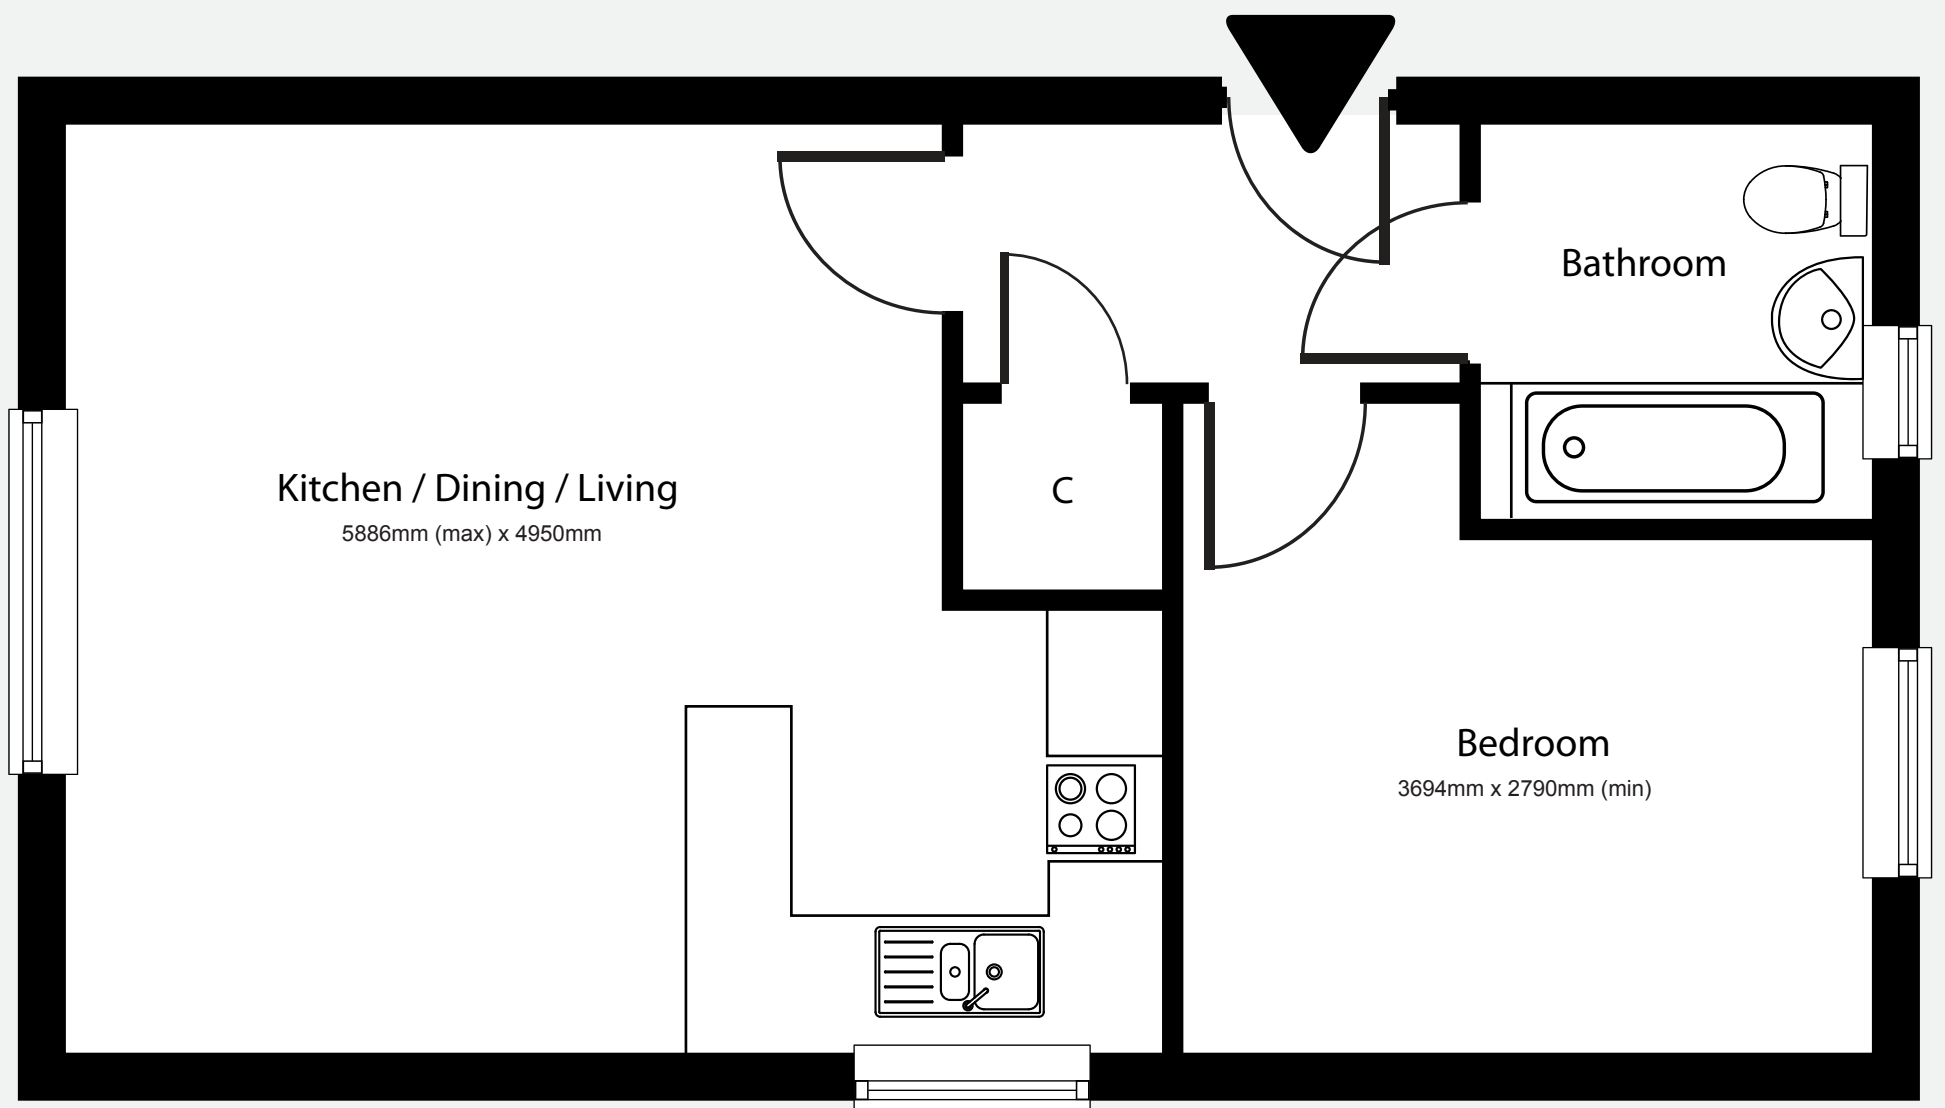 Bathroom
Kitchen / Dining / Living
5886mm (max) x 4950mm
C
Bedroom
3694mm x 2790mm (min)